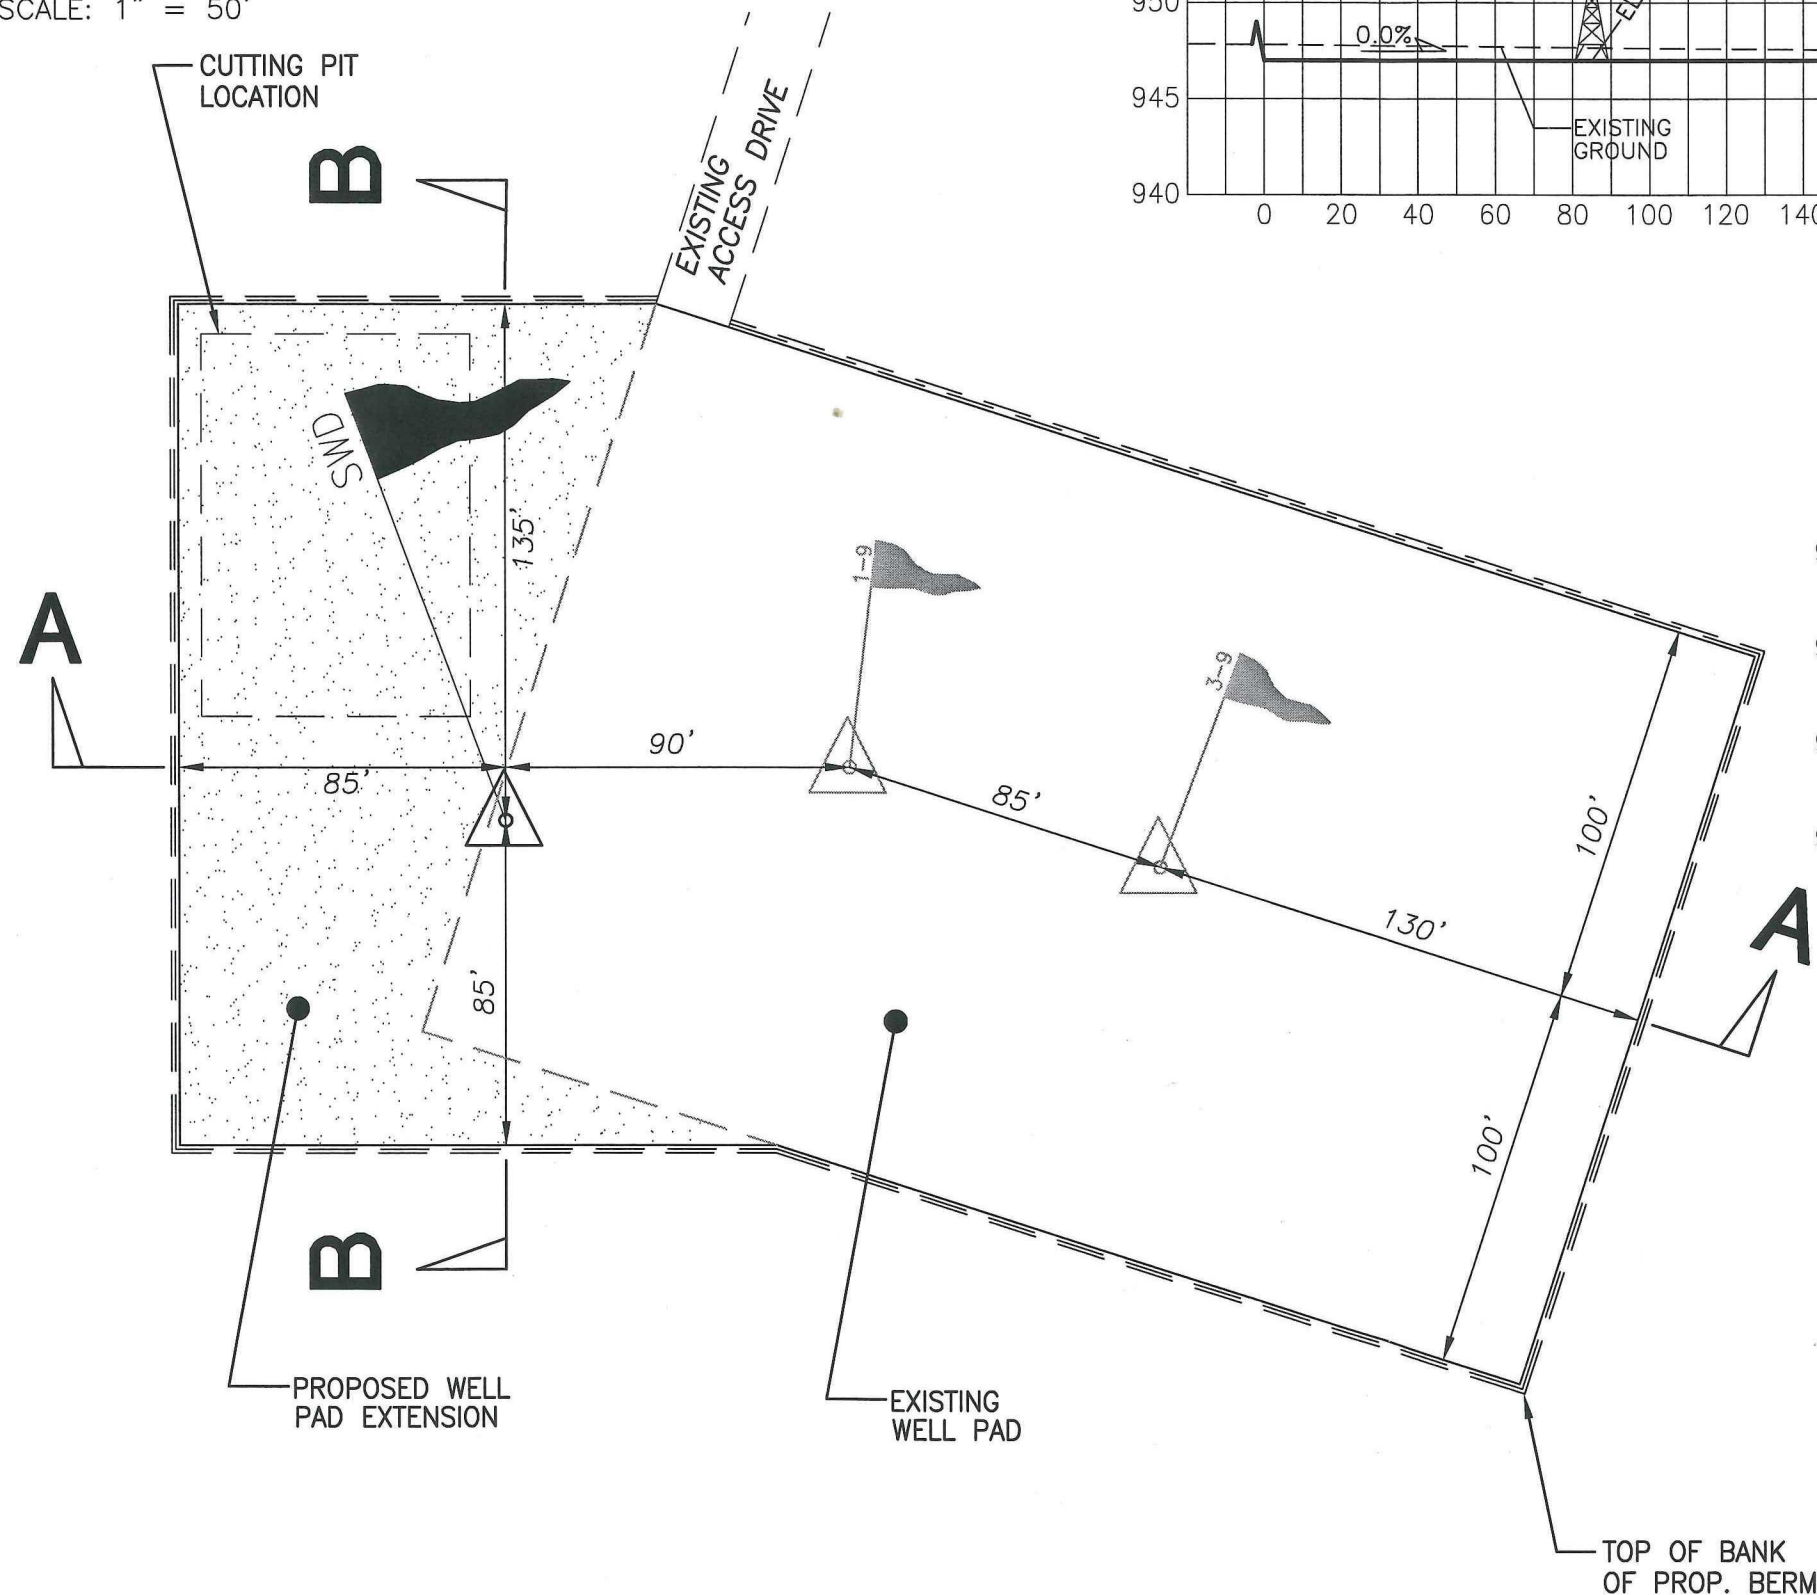 SCALE: 1" = 50'
CUTTING PIT
LOCATION
B
EXISTING
ACCESS DRIVE
950
0.0%
945
EXISTING
GROUND
940
0 20 40 60 80 100 120
SWD
135'
A
1-9
3-9
90'
85'
85'
100'
130'
A
85'
100'
B
PROPOSED WELL
PAD EXTENSION
EXISTING
WELL PAD
TOP OF BANK
OF PROP. BERM